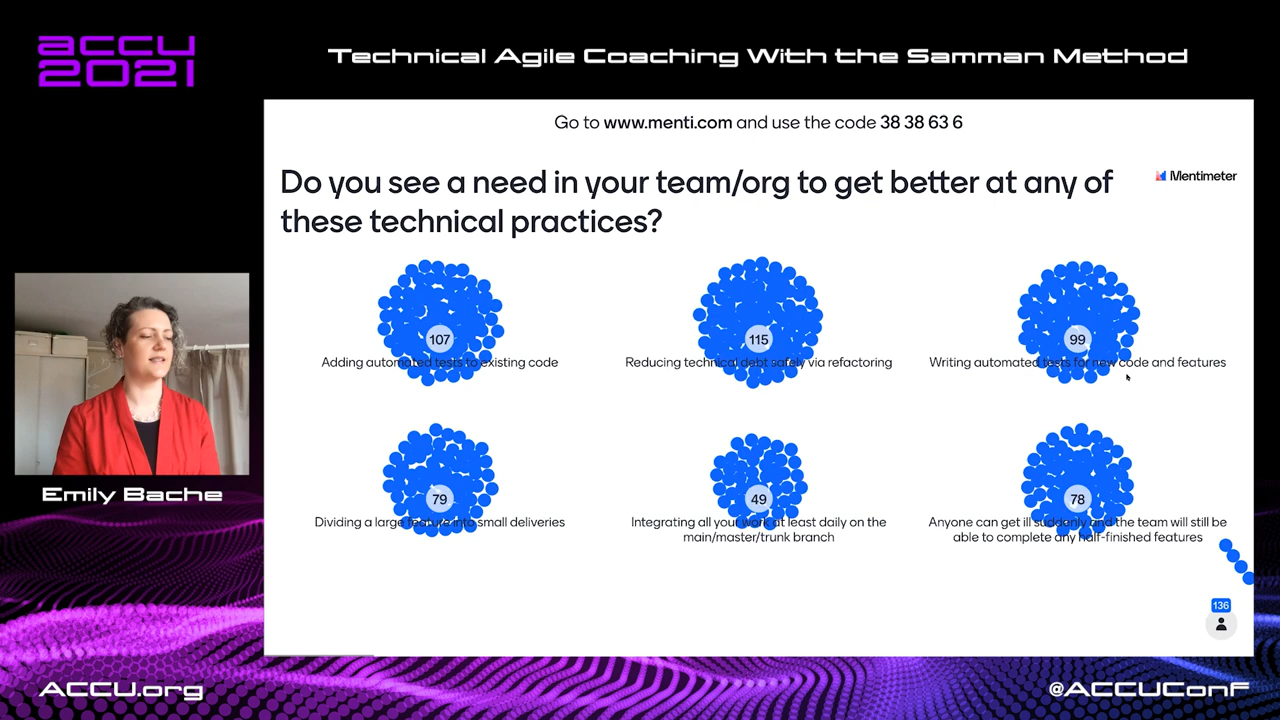 accu
2021
Technical Agile Coaching With the Samman Method
Go to www.menti.com and use the code 38 38 63 6
Do you see a need in your team/org to get better at any of
these technical practices?
Mentimeter
107
Adding automated tests to existing code
115
Reducing technical debt safely via refactoring
99
Writing automated tests for new code and features
79
Dividing a large feature into small deliveries
49
Integrating all your work at least daily on the
main/master/trunk branch
78
Anyone can get ill suddenly and the team will still be
able to complete any half-finished features
136
Emily Bache
ACCU.org
@ACCUConf